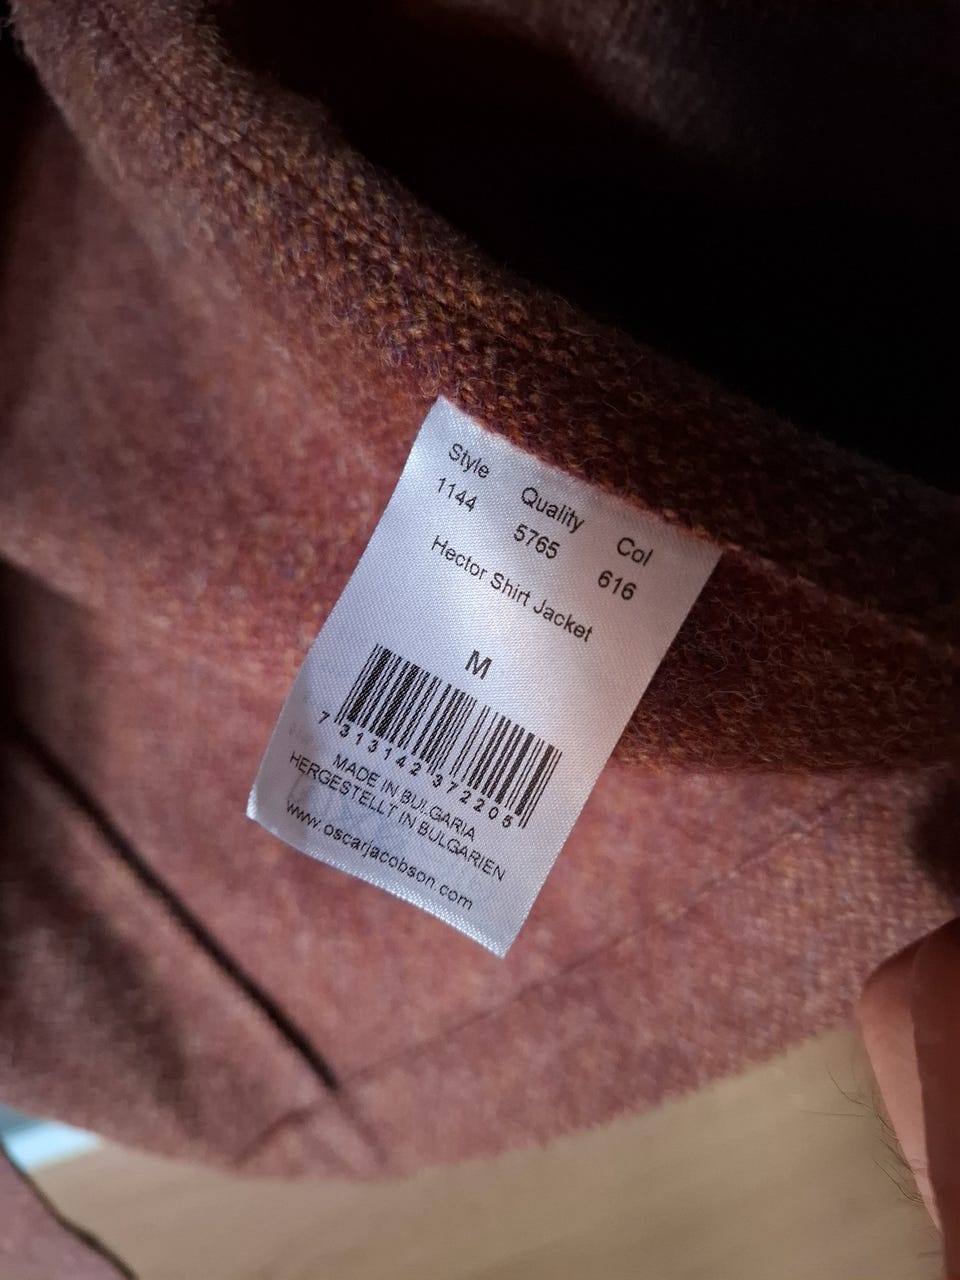 Style Quality Col
1144 5765 616
Hector Shirt Jacket
M
7 313142 372205
MADE IN BULGARIA
HERGESTELLT IN BULGARIEN
www.oscarjacobson.com